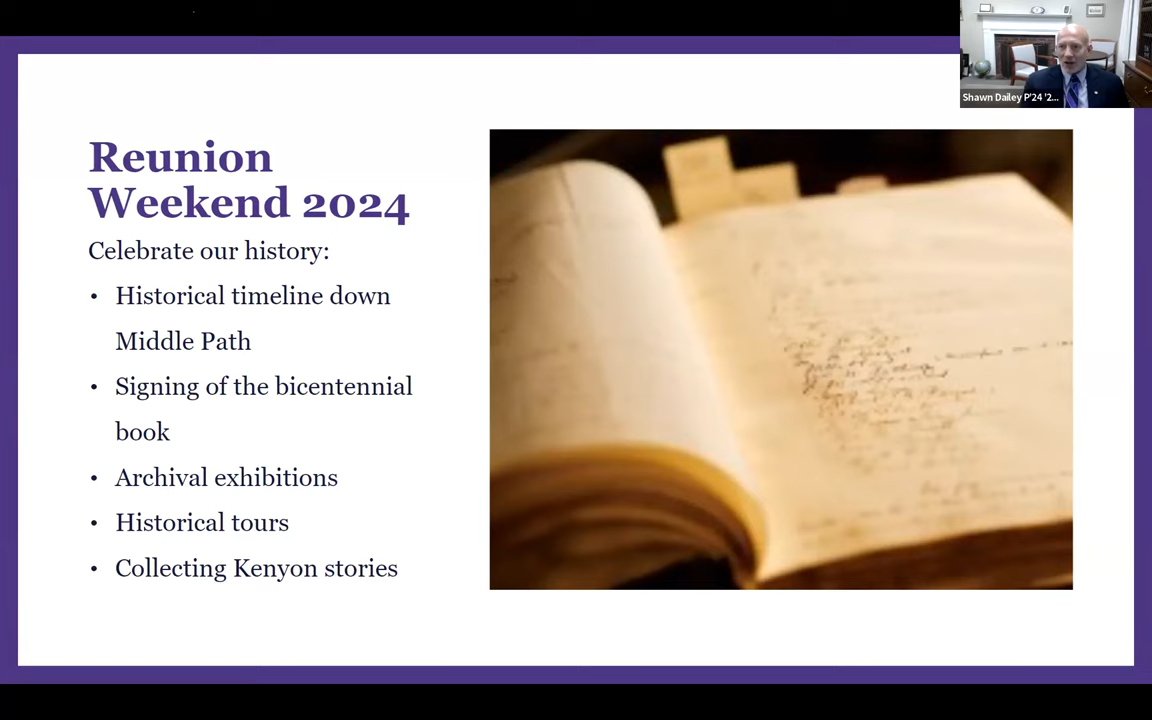 Reunion
Weekend 2024
Celebrate our history:
• Historical timeline down
Middle Path
• Signing of the bicentennial
book
• Archival exhibitions
• Historical tours
• Collecting Kenyon stories
Shawn Dailey P'24 '2...